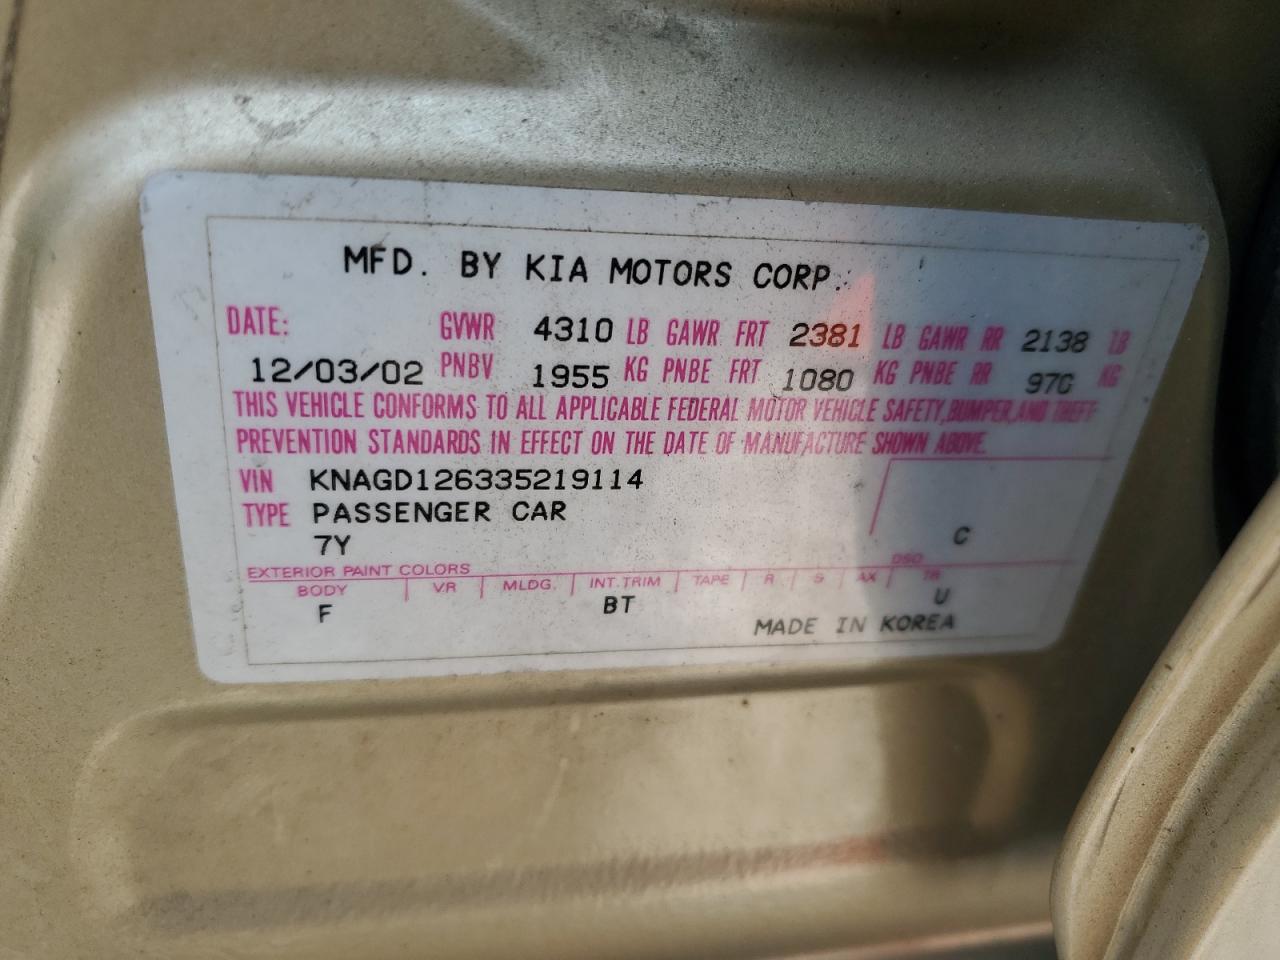 MFD. BY KIA MOTORS CORP.
DATE: GVWR 4310 LB GAWR FRT 2381 LB GAWR RR 2138 LB
12/03/02 PNBV 1955 KG PNBE FRT 1080 KG PNBE RR 970 KG
THIS VEHICLE CONFORMS TO ALL APPLICABLE FEDERAL MOTOR VEHICLE SAFETY, BUMPER, AND THEFT
PREVENTION STANDARDS IN EFFECT ON THE DATE OF MANUFACTURE SHOWN ABOVE.
VIN KNAGD126335219114
TYPE PASSENGER CAR
7Y C
EXTERIOR PAINT COLORS DSO
BODY VR MLDG. INT.TRIM TAPE R S AX TR
F BT U
MADE IN KOREA